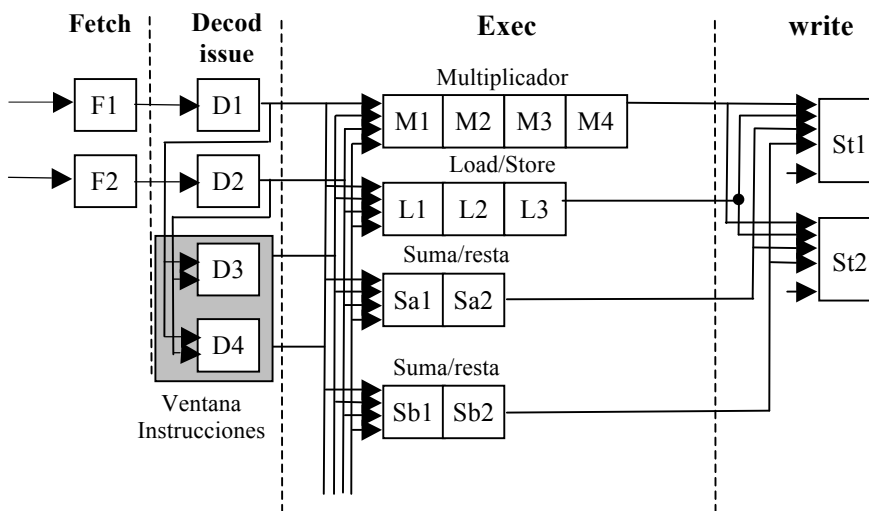 Fetch
Decod
issue
Exec
write
Multiplicador
F1
D1
M1 M2 M3 M4
St1
F2
D2
Load/Store
L1 L2 L3
St2
D3
Suma/resta
Sa1 Sa2
D4
Suma/resta
Sb1 Sb2
Ventana
Instrucciones